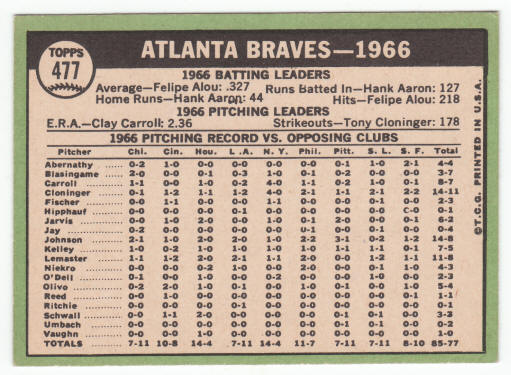 TOPPS
477
ATLANTA BRAVES—1966
1966 BATTING LEADERS
Average—Felipe Alou: .327 Runs Batted In—Hank Aaron: 127
Home Runs—Hank Aaron: 44 Hits—Felipe Alou: 218
1966 PITCHING LEADERS
E.R.A.—Clay Carroll: 2.36 Strikeouts—Tony Cloninger: 178
1966 PITCHING RECORD VS. OPPOSING CLUBS
Pitcher Chi. Cin. Hou. L.A. N.Y. Phil. Pitt. S.L. S.F. Total
Abernathy 0-2 1-0 0-0 0-0 0-0 0-0 0-2 1-0 2-1 4-4
Blasingame 2-0 0-0 0-1 0-3 1-0 0-1 0-2 0-0 0-0 3-7
Carroll 1-1 0-1 1-0 0-2 4-0 1-1 0-2 1-0 0-0 8-7
Cloninger 0-1 1-2 1-1 1-2 4-0 2-1 1-1 2-1 2-2 14-11
Fischer 0-0 1-1 0-0 0-0 0-0 0-1 0-0 1-0 0-0 2-3
Hipphauf 0-0 0-0 0-0 0-0 0-0 0-0 0-1 0-0 0-0 0-1
Jarvis 0-0 1-0 2-0 0-0 1-0 0-1 1-0 0-1 0-1 6-2
Jay 0-2 0-0 0-0 0-0 0-0 0-1 0-1 0-0 0-0 0-4
Johnson 2-1 1-0 2-0 1-0 2-2 3-1 0-2 1-2 14-8
Kelley 1-0 0-2 1-0 1-0 1-1 1-1 1-1 0-0 1-1 7-5
Lemaster 1-1 1-2 2-1 0-1 0-0 2-0 1-1 2-2 1-1 11-8
Niekro 0-2 0-0 0-0 0-1 0-0 2-0 0-0 1-0 0-0 4-3
O'Dell 0-1 0-0 1-0 0-0 0-2 0-0 0-0 1-0 0-0 2-3
Olivo 0-2 1-0 1-0 0-0 0-0 0-0 1-0 0-0 5-4
Reed 0-0 0-1 0-0 0-0 1-0 0-0 0-0 0-0 0-0 1-1
Ritchie 0-0 0-0 0-0 0-0 0-0 0-0 0-1 0-0 0-0 0-1
Schwall 0-0 1-1 2-0 0-0 0-0 0-0 0-1 0-1 0-0 3-3
Umbach 0-0 0-0 0-0 0-0 0-0 0-0 0-1 0-0 0-1 0-2
Vaughn 0-0 0-0 1-0 0-0 0-0 0-0 0-0 0-0 0-0 1-0
TOTALS 7-11 10-8 14-4 7-11 14-4 11-7 7-11 7-11 8-10 85-77
©T.C.G. PRINTED IN U.S.A.